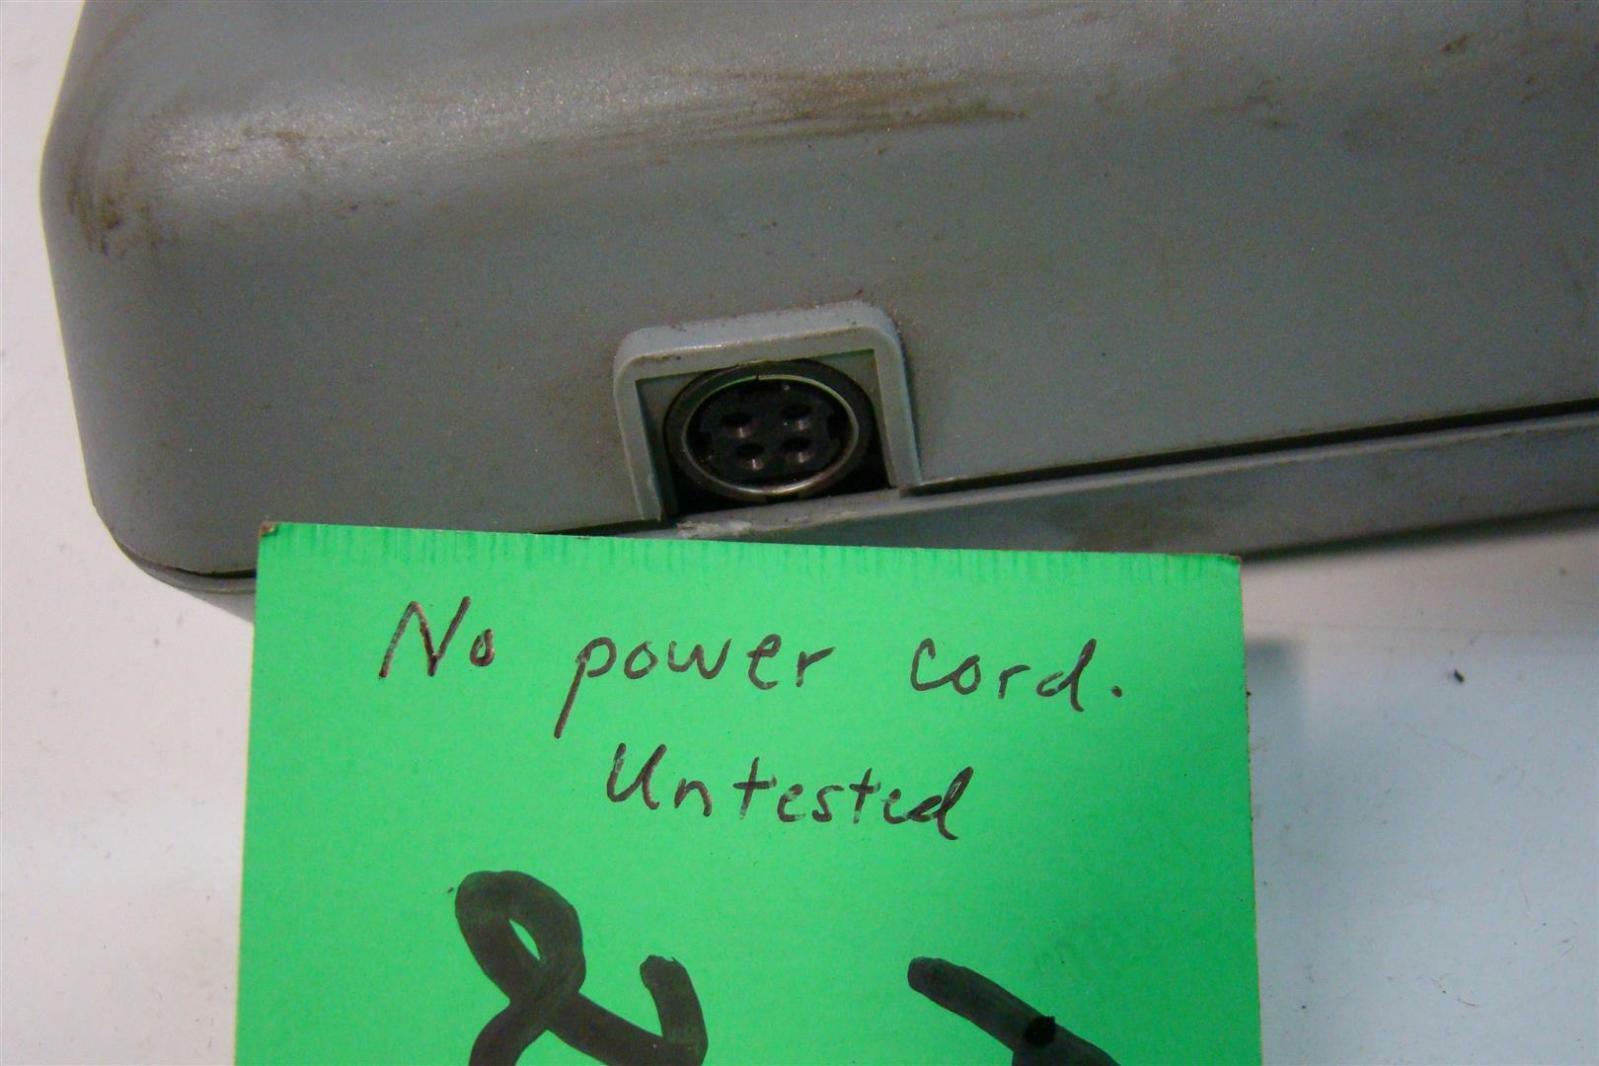 No power cord.
Untested
&